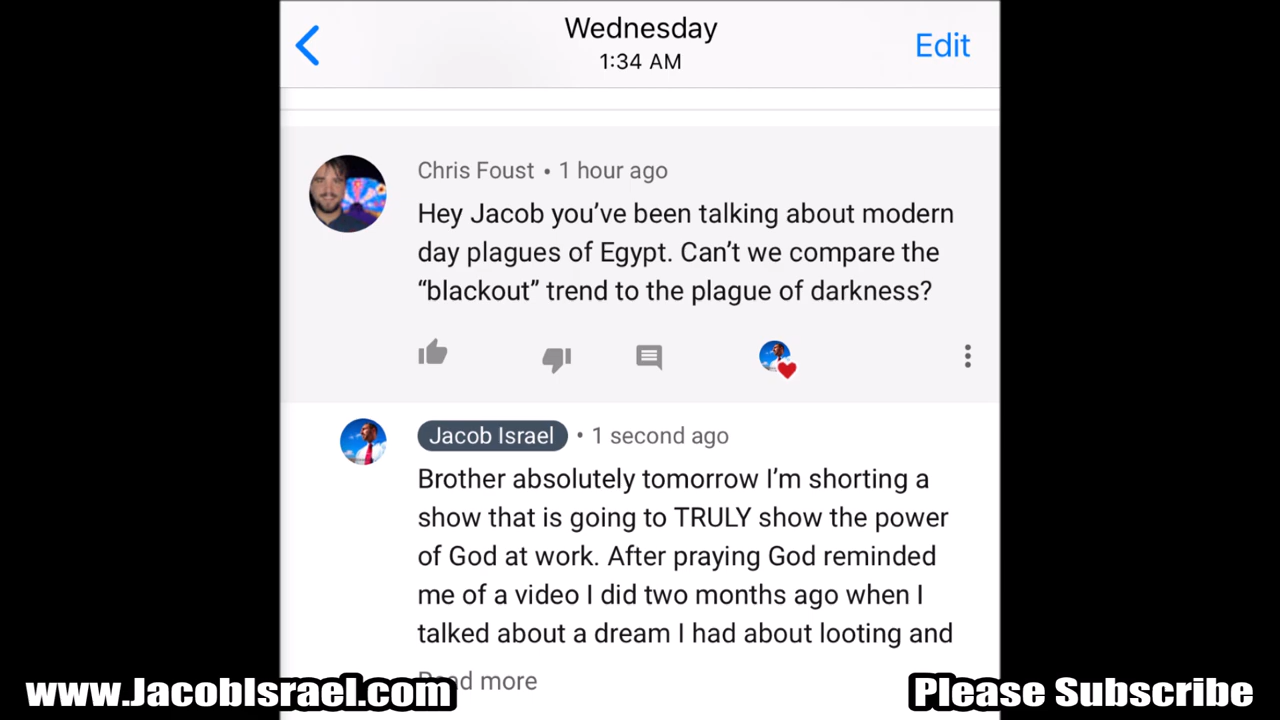 Wednesday
1:34 AM
Edit
Chris Foust • 1 hour ago
Hey Jacob you’ve been talking about modern
day plagues of Egypt. Can’t we compare the
“blackout” trend to the plague of darkness?
Jacob Israel • 1 second ago
Brother absolutely tomorrow I’m shorting a
show that is going to TRULY show the power
of God at work. After praying God reminded
me of a video I did two months ago when I
talked about a dream I had about looting and
Read more
www.JacobIsrael.com
Please Subscribe